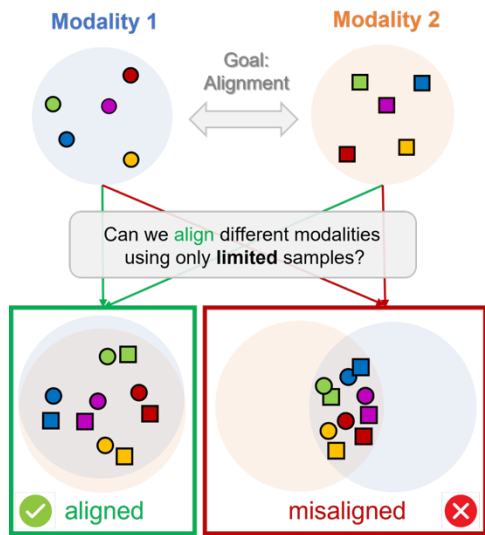 Modality 1
Modality 2
Goal:
Alignment
Can we align different modalities
using only limited samples?
aligned
misaligned